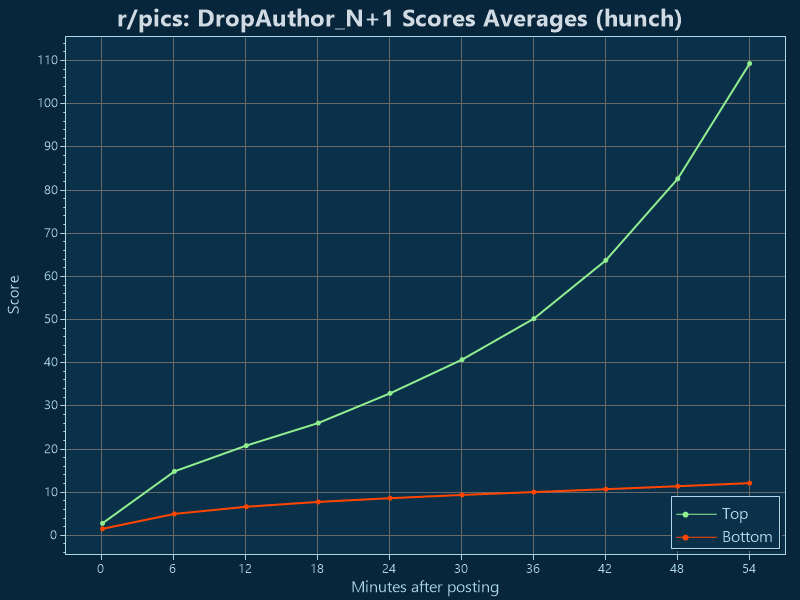 r/pics: DropAuthor_N+1 Scores Averages (hunch)
110
100
90
80
70
60
50
40
30
20
10
0
Score
0 6 12 18 24 30 36 42 48 54
Minutes after posting
Top
Bottom